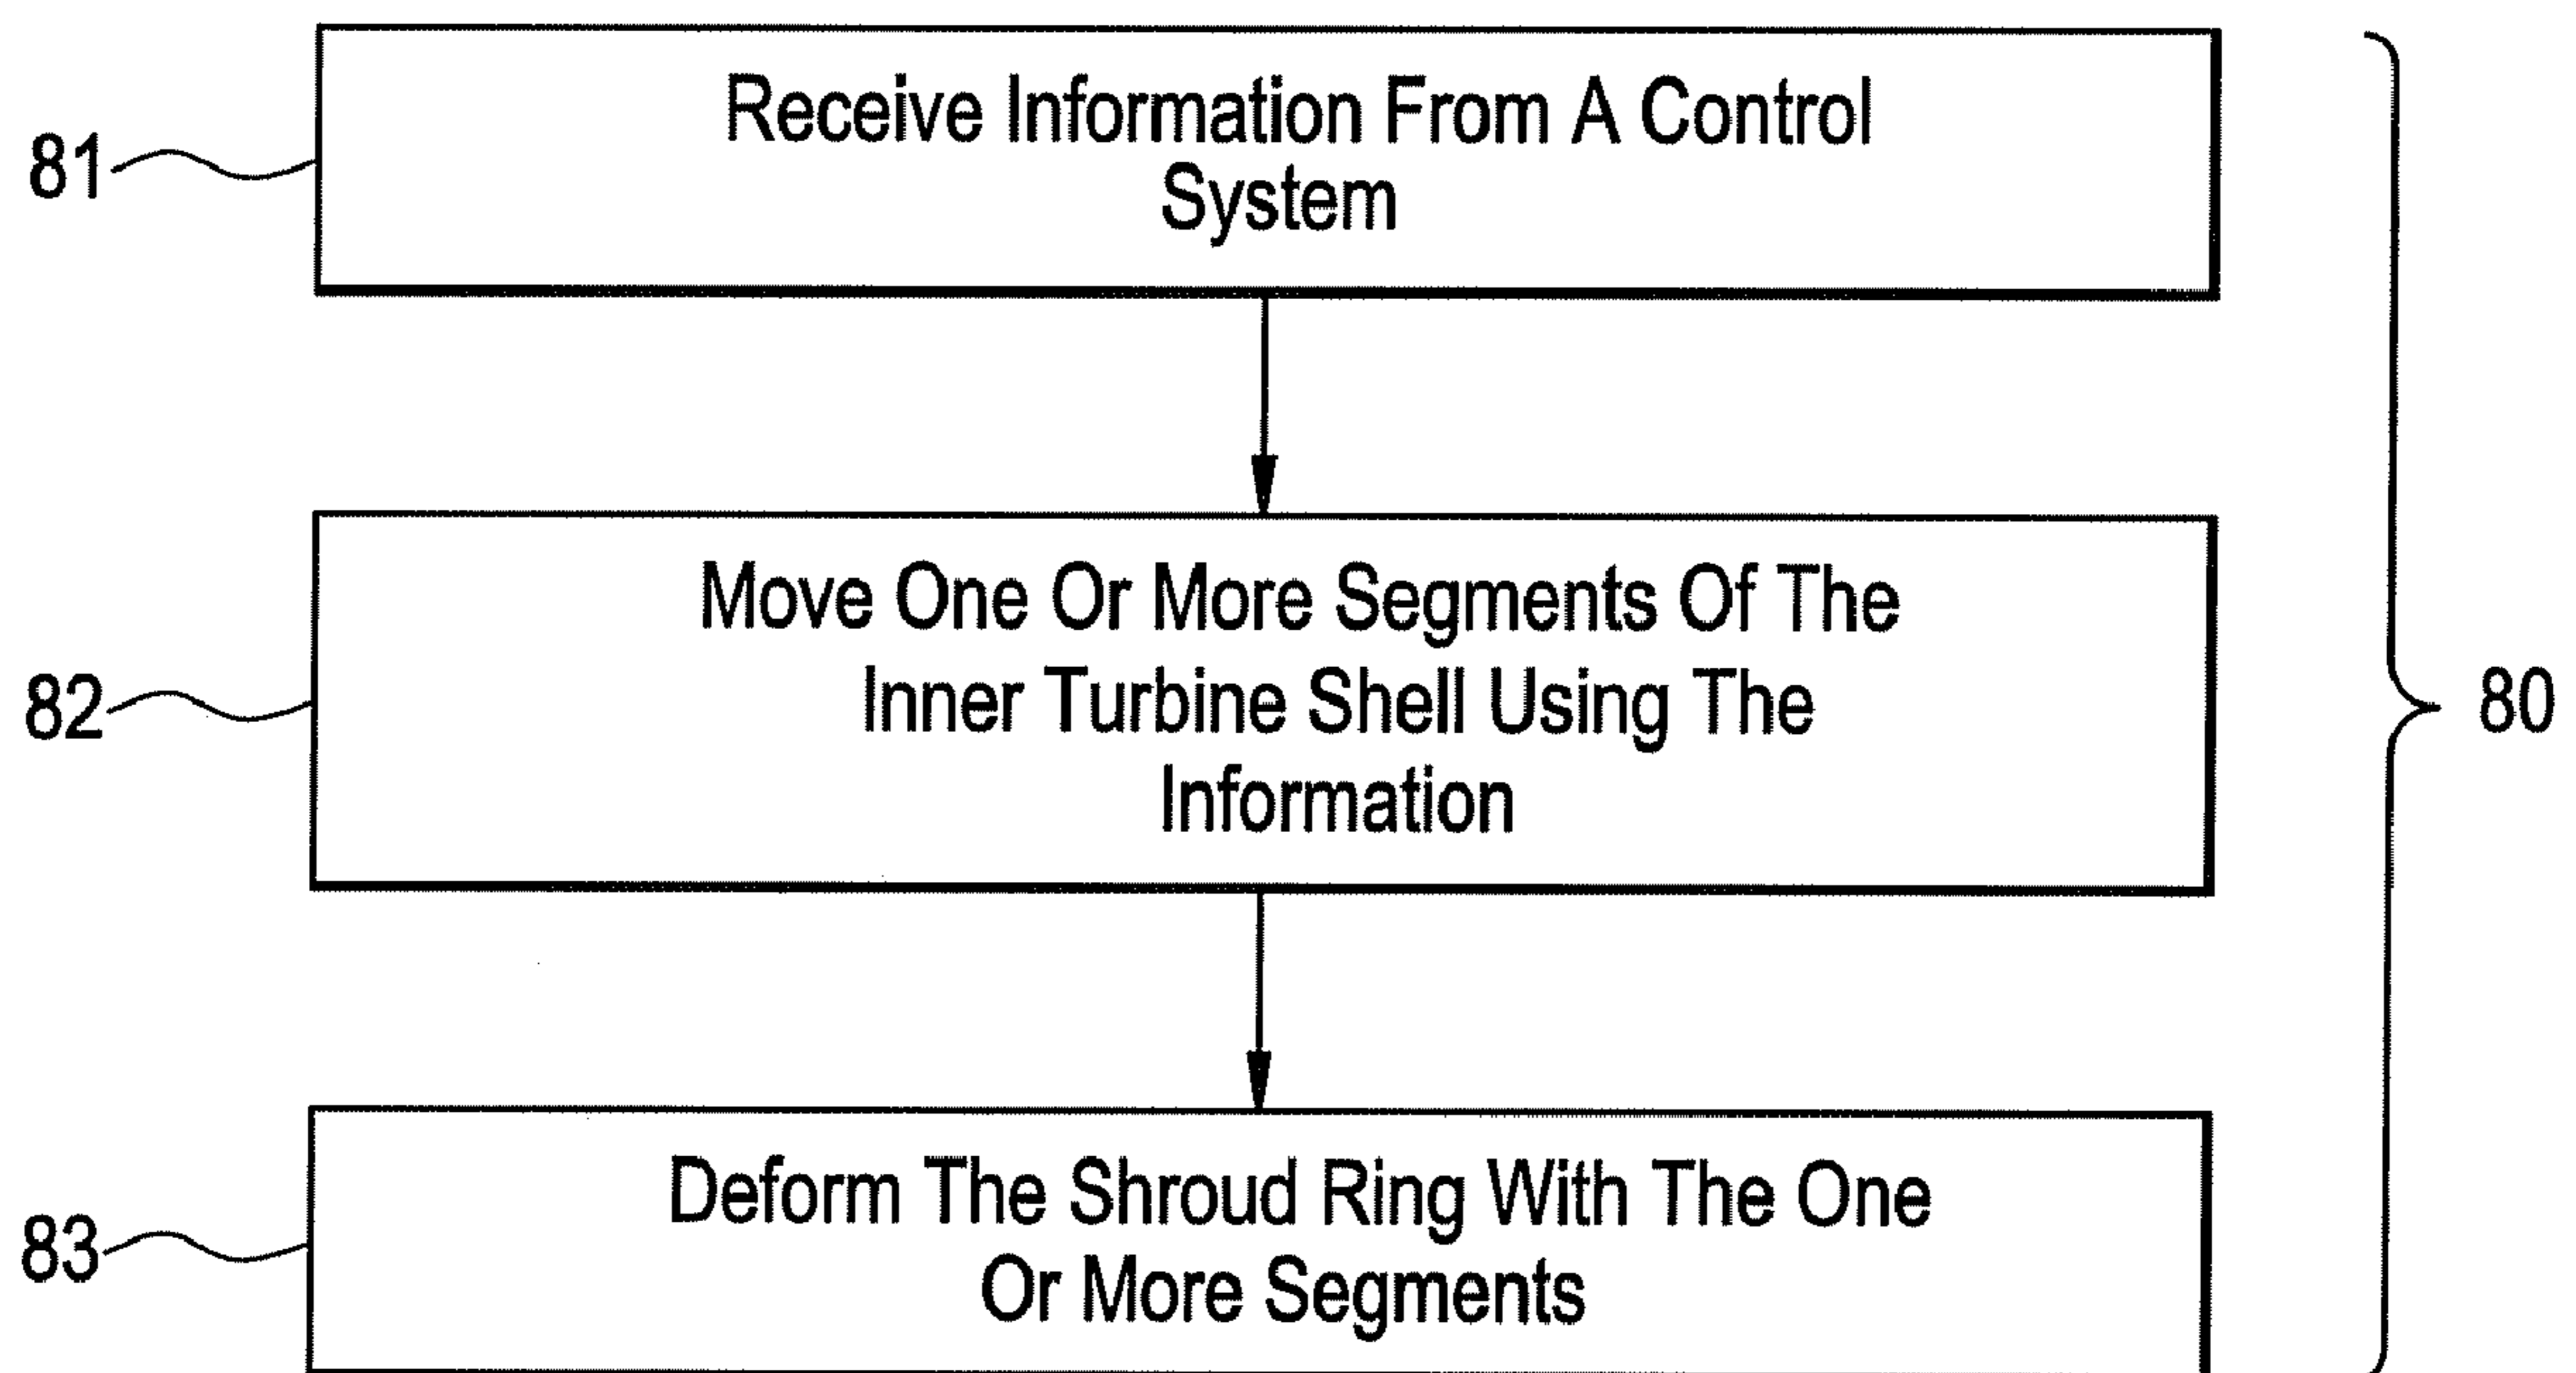 Receive Information From A Control
System
81
Move One Or More Segments Of The
Inner Turbine Shell Using The
Information
82
80
Deform The Shroud Ring With The One
Or More Segments
83